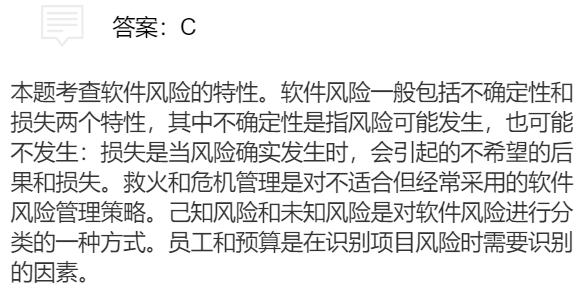 答案：C
本题考查软件风险的特性。软件风险一般包括不确定性和
损失两个特性，其中不确定性是指风险可能发生，也可能
不发生：损失是当风险确实发生时，会引起的不希望的后
果和损失。救火和危机管理是对不适合但经常采用的软件
风险管理策略。己知风险和未知风险是对软件风险进行分
类的一种方式。员工和预算是在识别项目风险时需要识别
的因素。